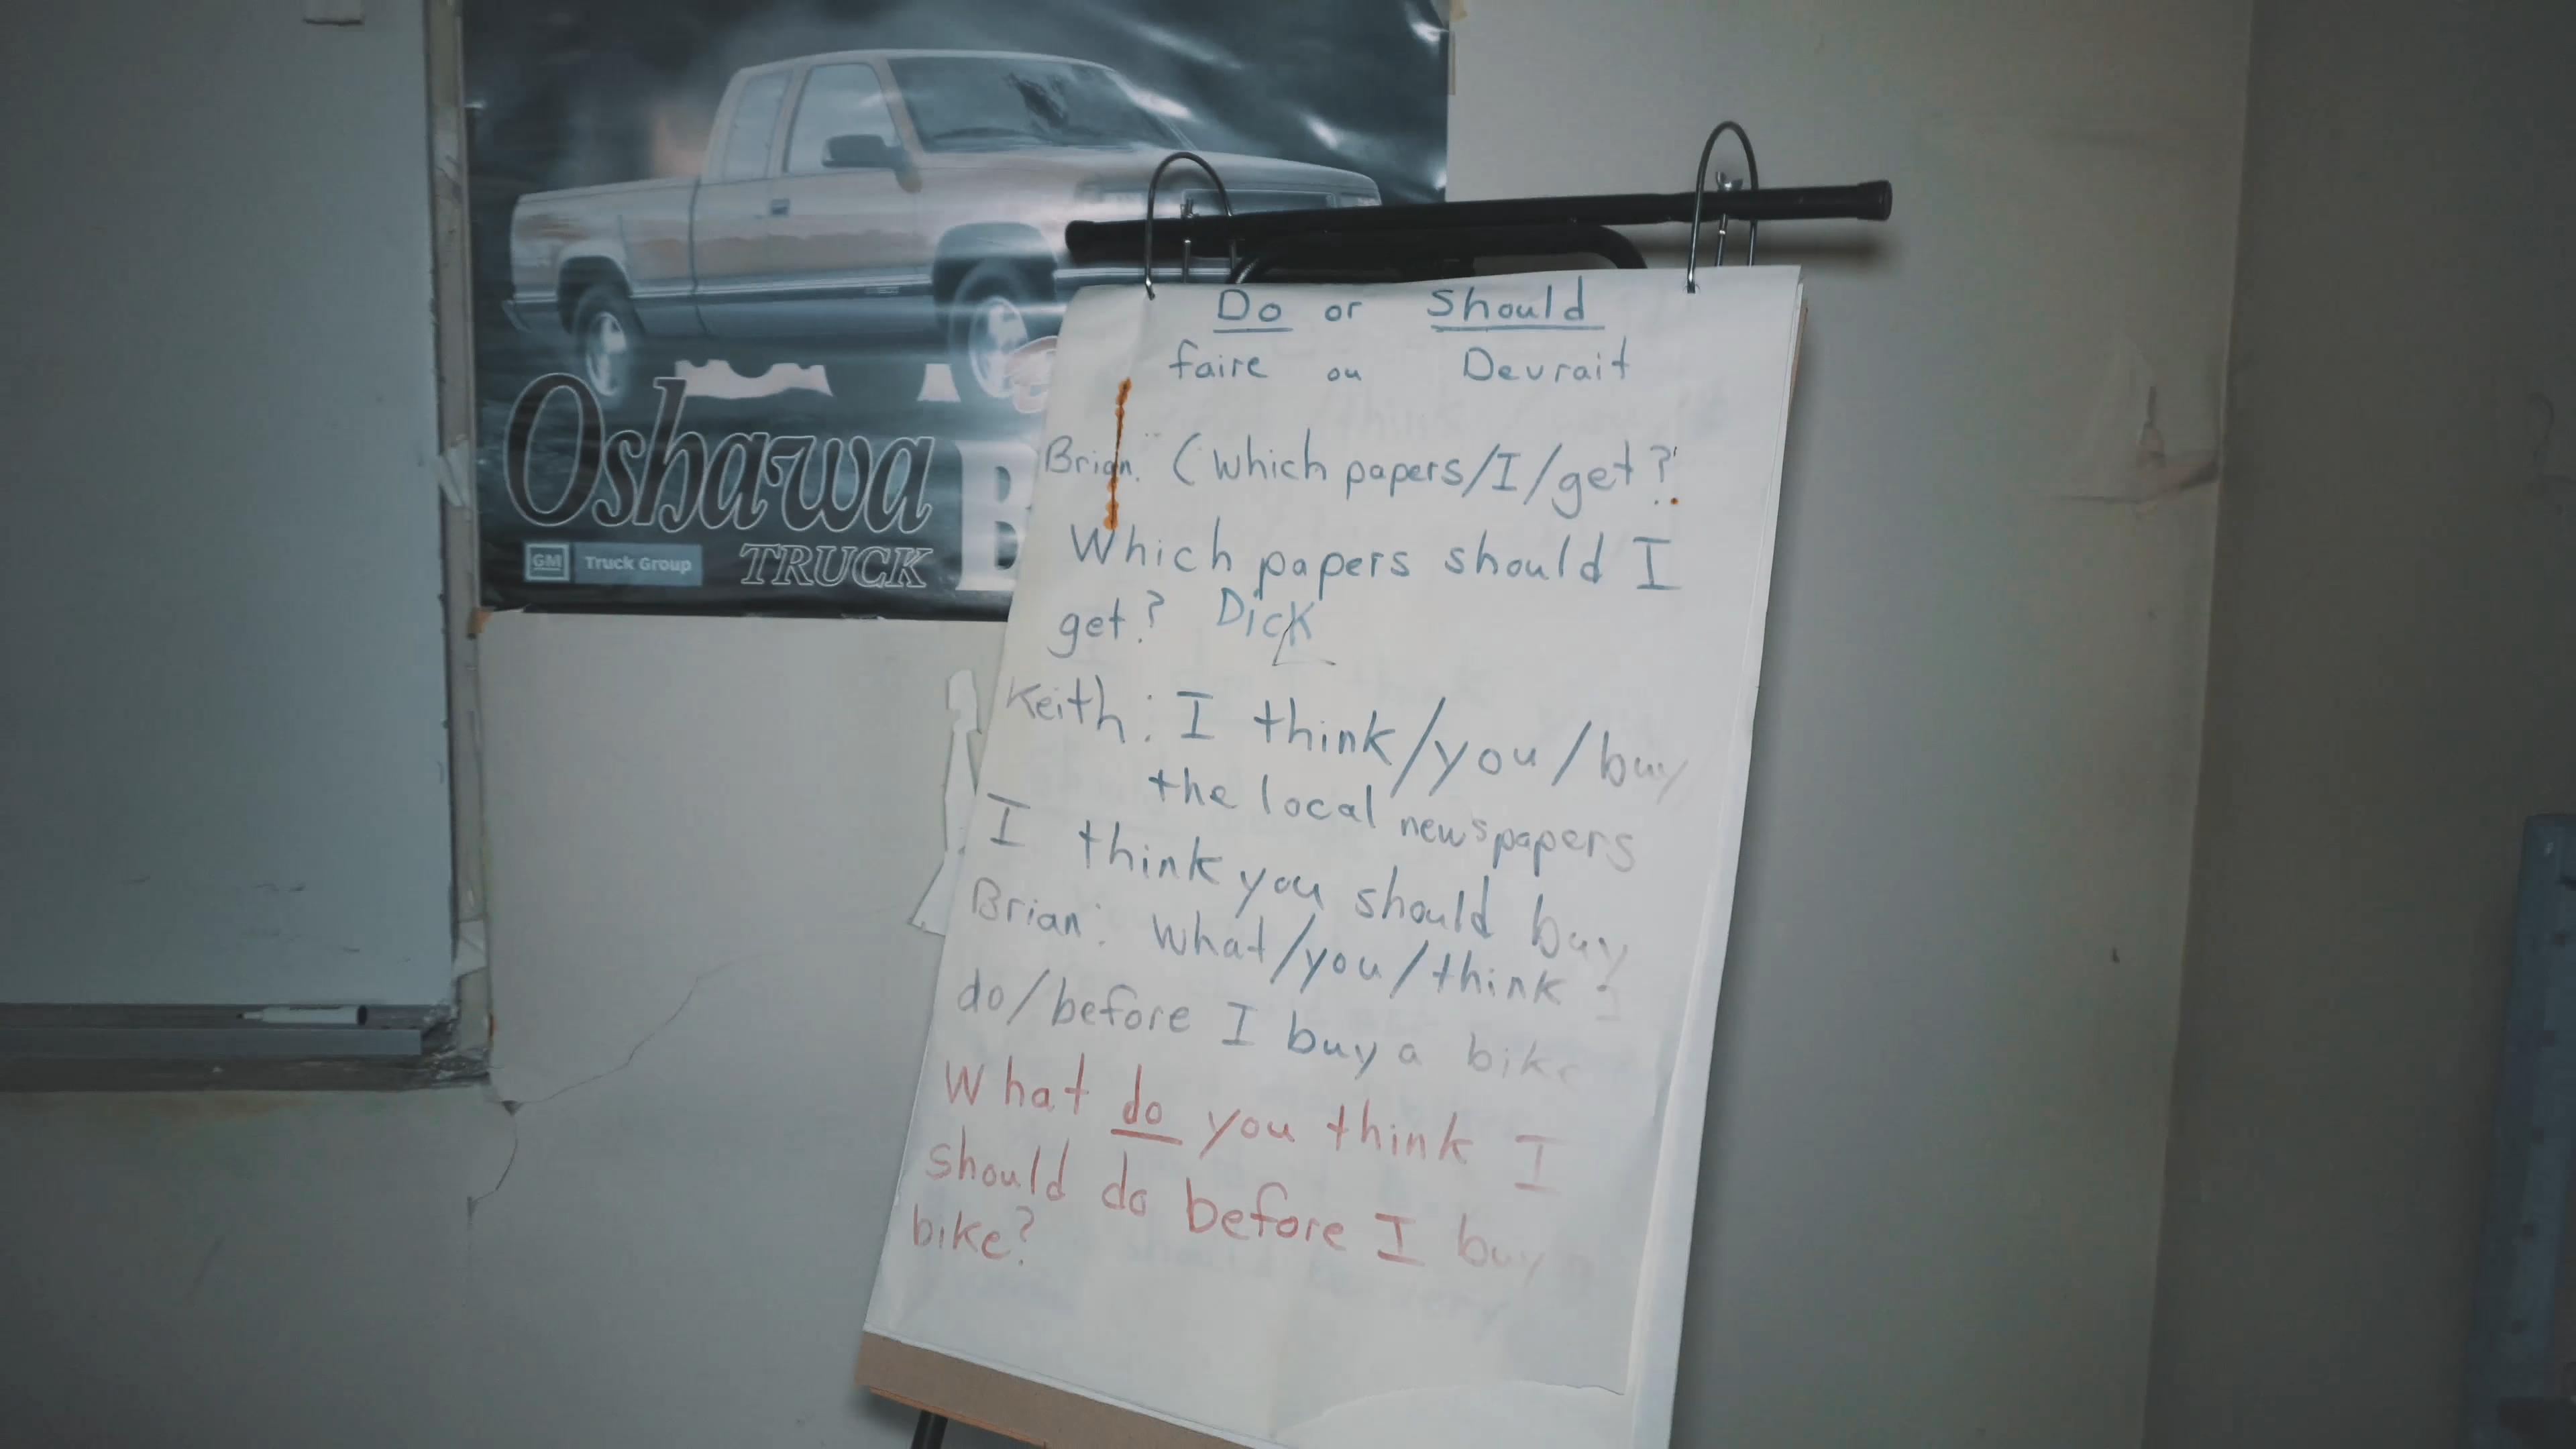 Oshawa
TRUCK
B
GM Truck Group
Do or Should
faire ou Devrait
Brian: (which papers/I/get?
Which papers should I
get? Dick
Keith: I think/you/buy
the local newspapers
I think you should buy
Brian: what/you/think I
do/before I buy a bike
What do you think I
should do before I buy
bike?